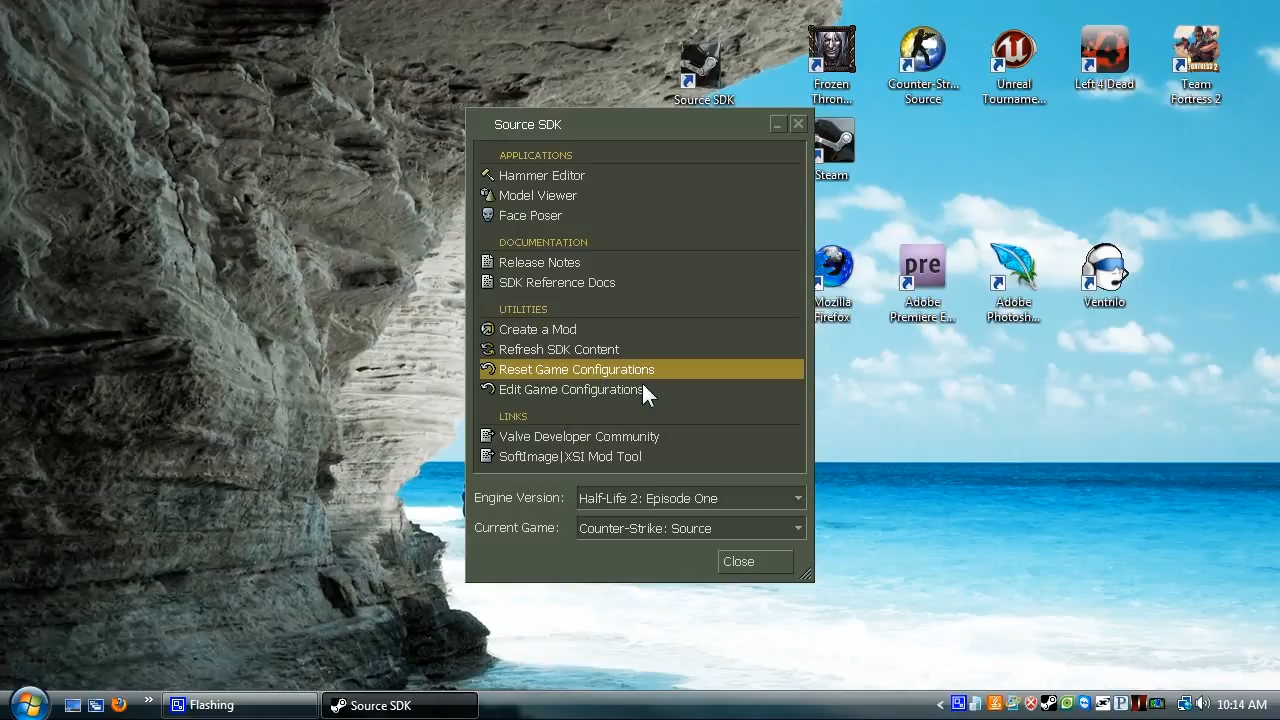 Source SDK
Frozen
Thron...
Counter-Str...
Source
Unreal
Tourname...
Left 4 Dead
Team
Fortress 2
Steam
Mozilla
Firefox
pre
Adobe
Premiere E...
Adobe
Photosh...
Ventrilo
Source SDK
APPLICATIONS
Hammer Editor
Model Viewer
Face Poser
DOCUMENTATION
Release Notes
SDK Reference Docs
UTILITIES
Create a Mod
Refresh SDK Content
Reset Game Configurations
Edit Game Configurations
LINKS
Valve Developer Community
SoftImage|XSI Mod Tool
Engine Version: Half-Life 2: Episode One
Current Game: Counter-Strike: Source
Close
Flashing
Source SDK
10:14 AM